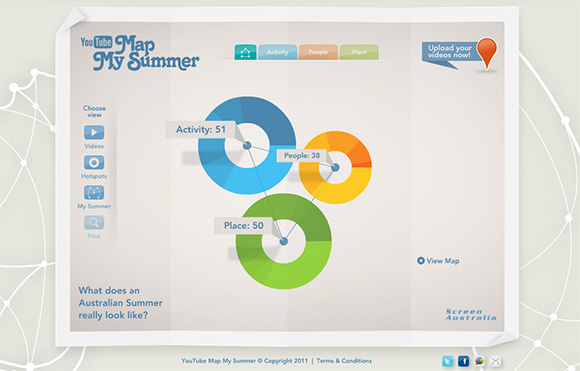 YouTube Map
My Summer
Activity
People
Place
Upload your
videos now!
Choose
view
Videos
Hotspots
My Summer
Find
Activity: 51
People: 38
Place: 50
View Map
What does an
Australian Summer
really look like?
Screen
Australia
YouTube Map My Summer © Copyright 2011 | Terms & Conditions